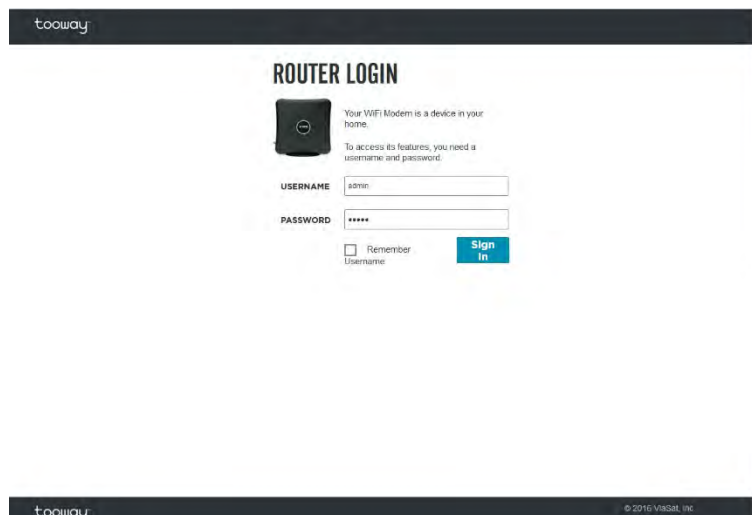 tooway
ROUTER LOGIN
Your WiFi Modem is a device in your
home.
To access its features, you need a
username and password.
USERNAME
admin
PASSWORD
•••••
Remember
Username
Sign
In
tooway
© 2016 ViaSat, Inc